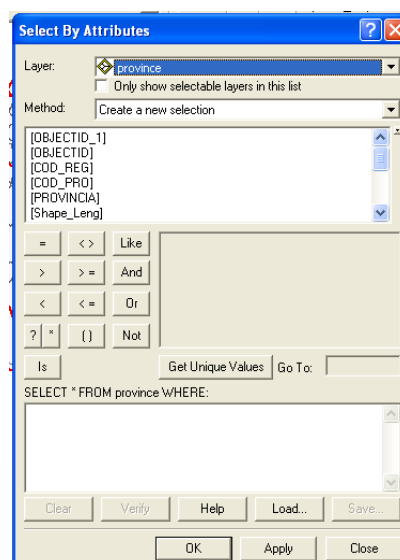 Select By Attributes
Layer: province
Only show selectable layers in this list
Method: Create a new selection
[OBJECTID_1]
[OBJECTID]
[COD_REG]
[COD_PRO]
[PROVINCIA]
[Shape_Leng]
= < > Like
> > = And
< < = Or
? * ( ) Not
Is Get Unique Values Go To:
SELECT * FROM province WHERE:
Clear Verify Help Load... Save...
OK Apply Close